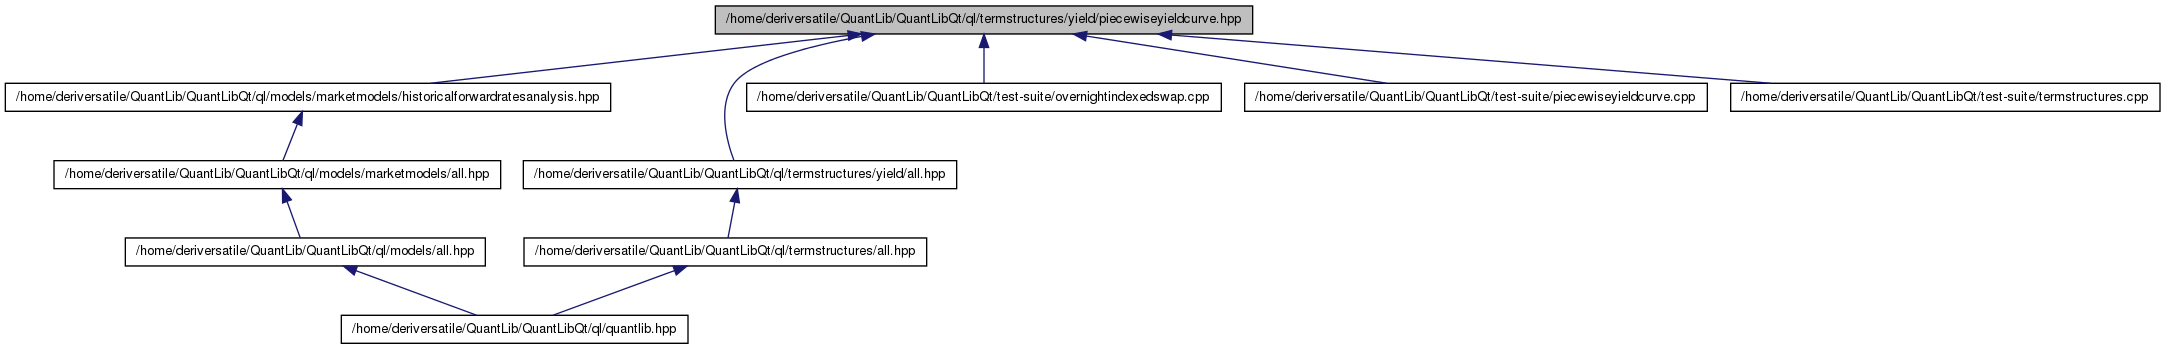 /home/deriversatile/QuantLib/QuantLibQt/ql/termstructures/yield/piecewiseyieldcurve.hpp
/home/deriversatile/QuantLib/QuantLibQt/ql/models/marketmodels/historicalforwardratesanalysis.hpp
/home/deriversatile/QuantLib/QuantLibQt/test-suite/overnightindexedswap.cpp
/home/deriversatile/QuantLib/QuantLibQt/test-suite/piecewiseyieldcurve.cpp
/home/deriversatile/QuantLib/QuantLibQt/test-suite/termstructures.cpp
/home/deriversatile/QuantLib/QuantLibQt/ql/models/marketmodels/all.hpp
/home/deriversatile/QuantLib/QuantLibQt/ql/termstructures/yield/all.hpp
/home/deriversatile/QuantLib/QuantLibQt/ql/models/all.hpp
/home/deriversatile/QuantLib/QuantLibQt/ql/termstructures/all.hpp
/home/deriversatile/QuantLib/QuantLibQt/ql/quantlib.hpp